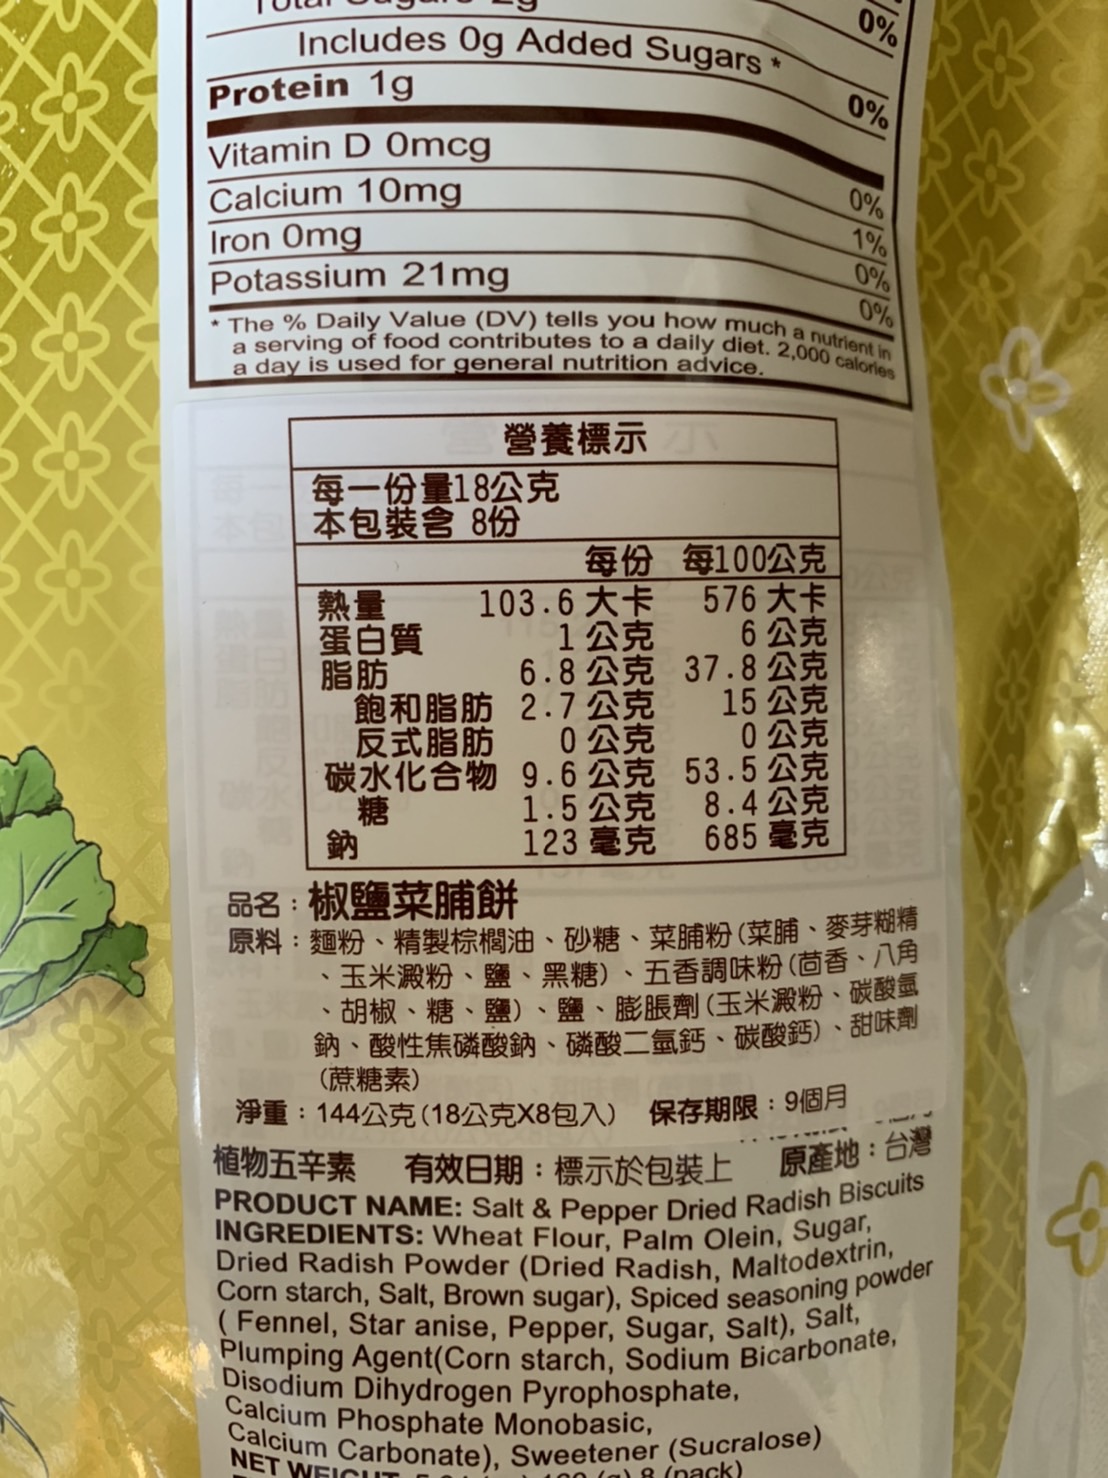 Includes 0g Added Sugars * 0%
Protein 1g 0%
Vitamin D 0mcg 0%
Calcium 10mg 1%
Iron 0mg 0%
Potassium 21mg 0%
* The % Daily Value (DV) tells you how much a nutrient in
a serving of food contributes to a daily diet. 2,000 calories
a day is used for general nutrition advice.
營養標示
每一份量18公克
本包裝含 8份
每份 每100公克
熱量 103.6 大卡 576 大卡
蛋白質 1 公克 6 公克
脂肪 6.8 公克 37.8 公克
飽和脂肪 2.7 公克 15 公克
反式脂肪 0 公克 0 公克
碳水化合物 9.6 公克 53.5 公克
糖 1.5 公克 8.4 公克
鈉 123 毫克 685 毫克
品名：椒鹽菜脯餅
原料：麵粉、精製棕櫚油、砂糖、菜脯粉(菜脯、麥芽糊精
、玉米澱粉、鹽、黑糖)、五香調味粉(茴香、八角
、胡椒、糖、鹽)、鹽、膨脹劑(玉米澱粉、碳酸氫
鈉、酸性焦磷酸鈉、磷酸二氫鈣、碳酸鈣)、甜味劑
(蔗糖素)
淨重：144公克(18公克X8包入) 保存期限：9個月
植物五辛素 有效日期：標示於包裝上 原產地：台灣
PRODUCT NAME: Salt & Pepper Dried Radish Biscuits
INGREDIENTS: Wheat Flour, Palm Olein, Sugar,
Dried Radish Powder (Dried Radish, Maltodextrin,
Corn starch, Salt, Brown sugar), Spiced seasoning powder
( Fennel, Star anise, Pepper, Sugar, Salt), Salt,
Plumping Agent(Corn starch, Sodium Bicarbonate,
Disodium Dihydrogen Pyrophosphate,
Calcium Phosphate Monobasic,
Calcium Carbonate), Sweetener (Sucralose)
NET WEIGHT 8 (pack)